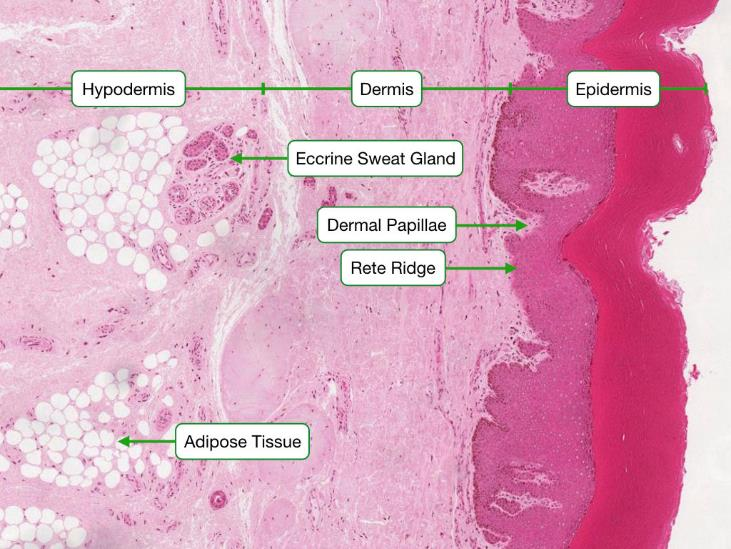 Hypodermis
Dermis
Epidermis
Eccrine Sweat Gland
Dermal Papillae
Rete Ridge
Adipose Tissue